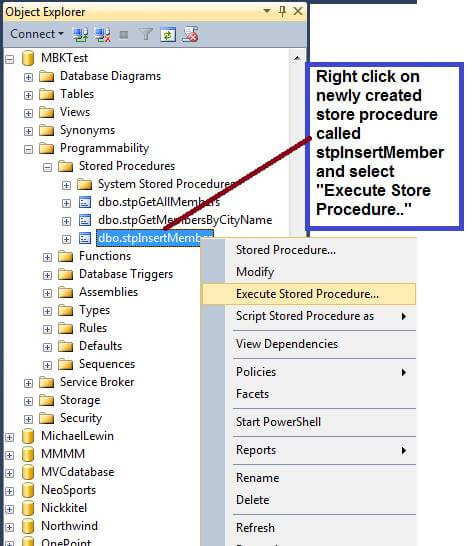 Object Explorer
Connect
MBKTest
Database Diagrams
Tables
Views
Synonyms
Programmability
Stored Procedures
System Stored Procedures
dbo.stpGetAllMembers
dbo.stpGetMembersByCityName
dbo.stpInsertMember
Functions
Database Triggers
Assemblies
Types
Rules
Defaults
Sequences
Service Broker
Storage
Security
MichaelLewin
MMMM
MVCdatabase
NeoSports
Nickkitel
Northwind
OnePoint
Right click on
newly created
store procedure
called
stpInsertMember
and select
"Execute Store
Procedure.."
Stored Procedure...
Modify
Execute Stored Procedure...
Script Stored Procedure as
View Dependencies
Policies
Facets
Start PowerShell
Reports
Rename
Delete
Refresh